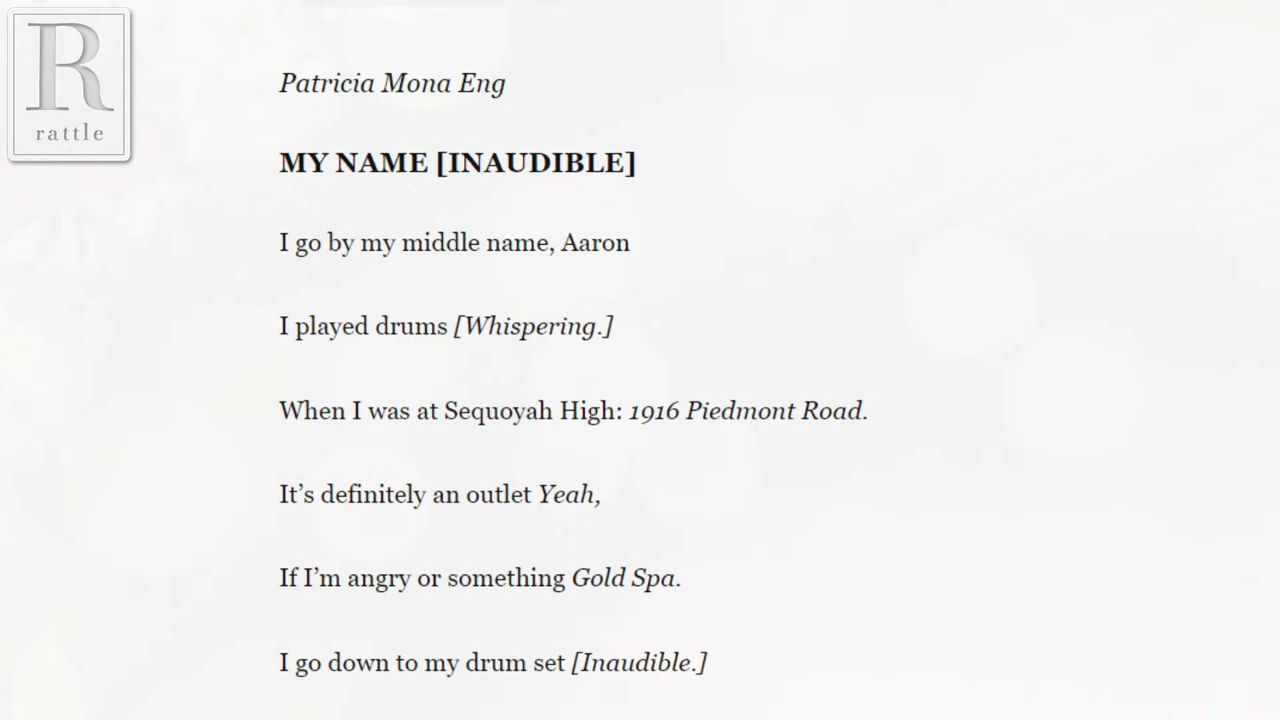 R
rattle
Patricia Mona Eng
MY NAME [INAUDIBLE]
I go by my middle name, Aaron
I played drums [Whispering.]
When I was at Sequoyah High: 1916 Piedmont Road.
It’s definitely an outlet Yeah,
If I’m angry or something Gold Spa.
I go down to my drum set [Inaudible.]